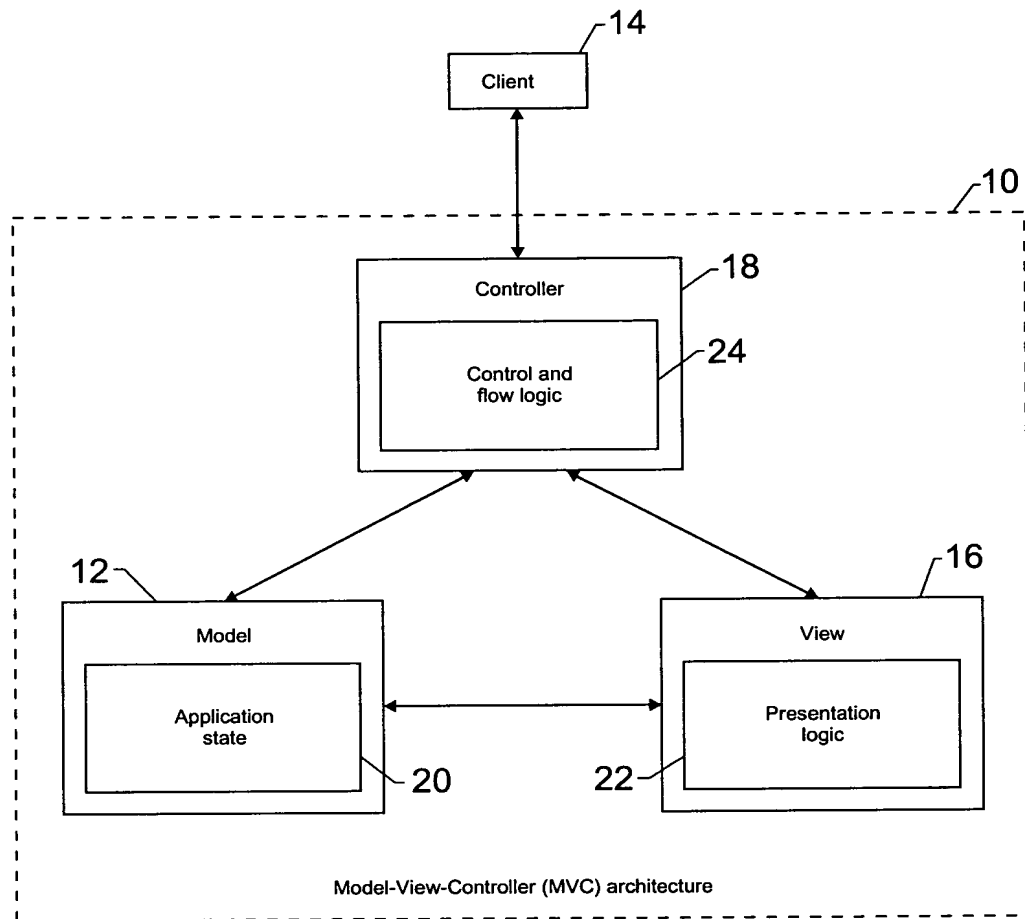 14
Client
10
18
Controller
24
Control and
flow logic
12
16
Model
View
Application
state
Presentation
logic
20
22
Model-View-Controller (MVC) architecture